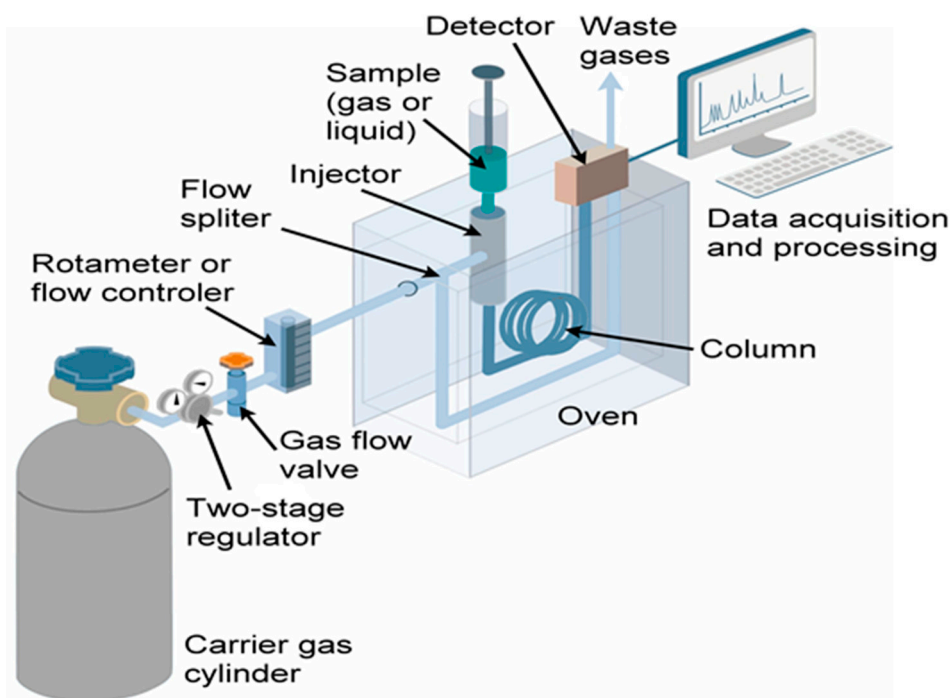 Detector
Waste
gases
Sample
(gas or
liquid)
Injector
Flow
spliter
Data acquisition
and processing
Rotameter or
flow controler
Column
Oven
Gas flow
valve
Two-stage
regulator
Carrier gas
cylinder